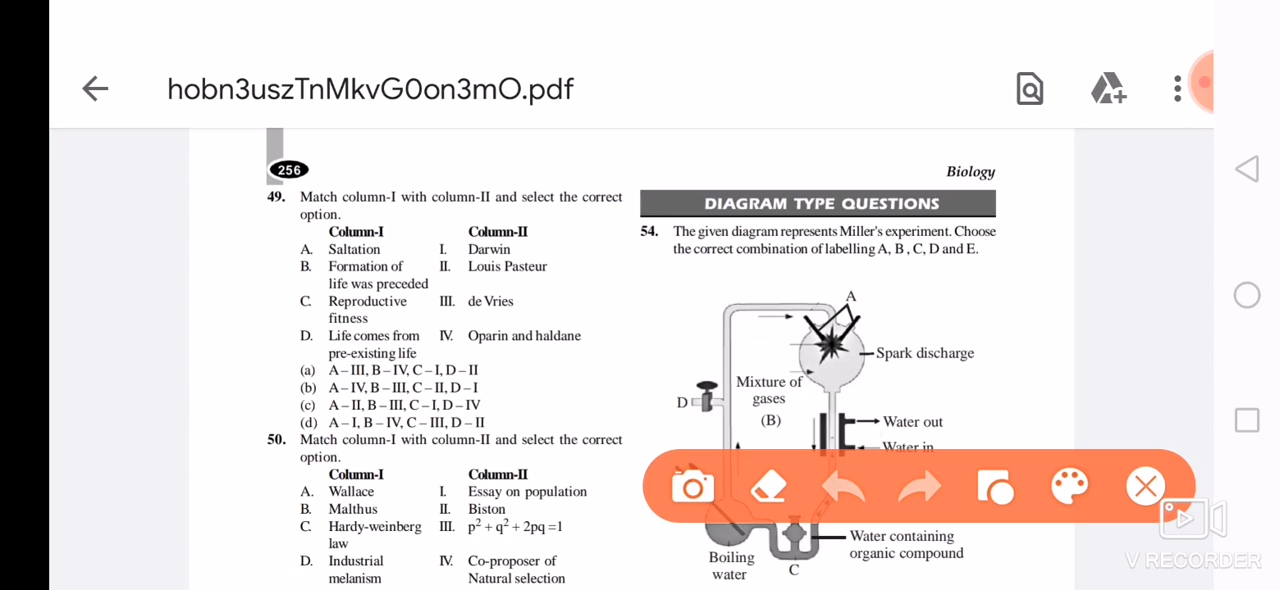 hobn3uszTnMkvG0on3mO.pdf
256
Biology
49. Match column-I with column-II and select the correct
option.
Column-I Column-II
A. Saltation I. Darwin
B. Formation of II. Louis Pasteur
life was preceded
C. Reproductive III. de Vries
fitness
D. Life comes from IV. Oparin and haldane
pre-existing life
(a) A – III, B – IV, C – I, D – II
(b) A – IV, B – III, C – II, D – I
(c) A – II, B – III, C – I, D – IV
(d) A – I, B – IV, C – III, D – II
50. Match column-I with column-II and select the correct
option.
Column-I Column-II
A. Wallace I. Essay on population
B. Malthus II. Biston
C. Hardy-weinberg III. p² + q² + 2pq =1
law
D. Industrial IV. Co-proposer of
melanism Natural selection
DIAGRAM TYPE QUESTIONS
54. The given diagram represents Miller's experiment. Choose
the correct combination of labelling A, B , C, D and E.
A
Spark discharge
Mixture of
gases
(B)
D
Water out
Water in
Water containing
organic compound
Boiling
water
C
V RECORDER